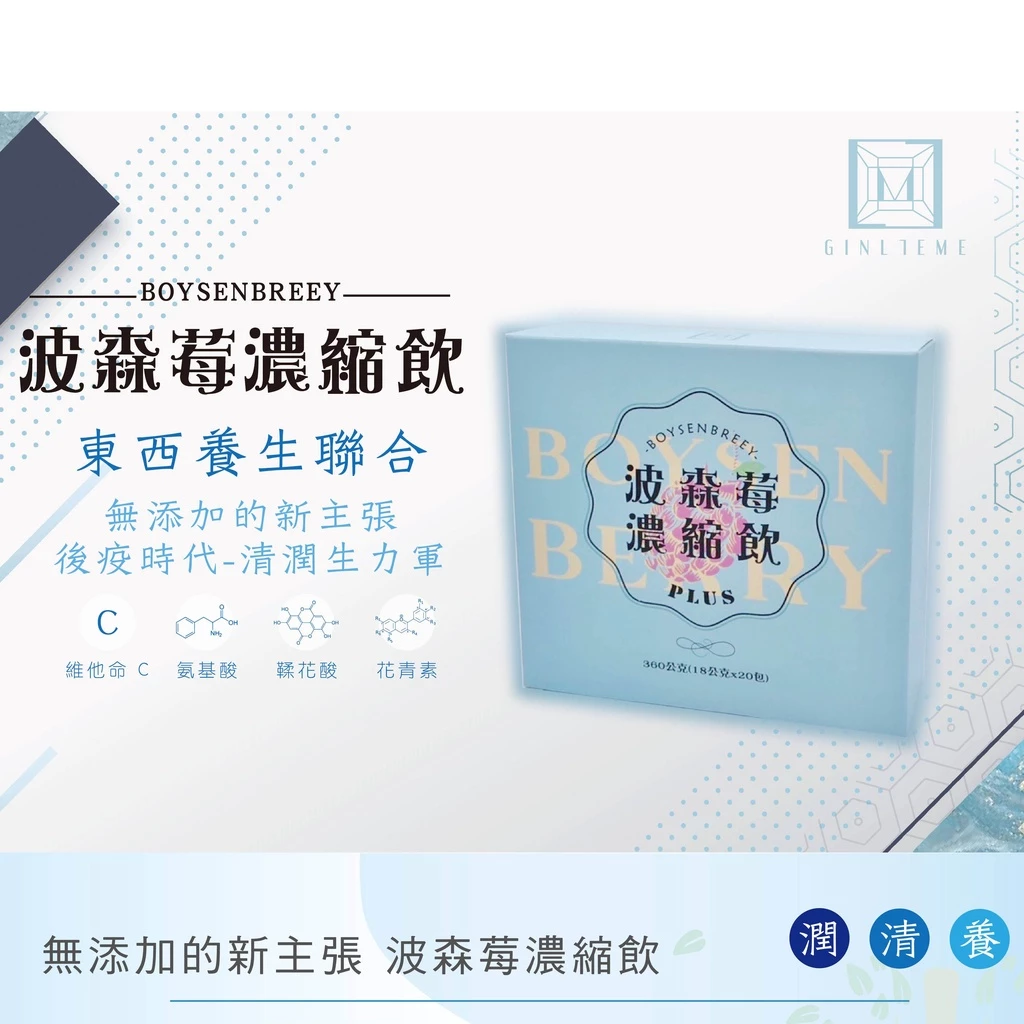 GINLTEME
BOYSENBREEY
波森莓濃縮飲
東西養生聯合
無添加的新主張
後疫時代-清潤生力軍
C
維他命 C
氨基酸
鞣花酸
花青素
BOYSEN
BERRY
-BOYSENBREEY-
波森莓
濃縮飲
PLUS
360公克(18公克x20包)
無添加的新主張 波森莓濃縮飲
潤 清 養